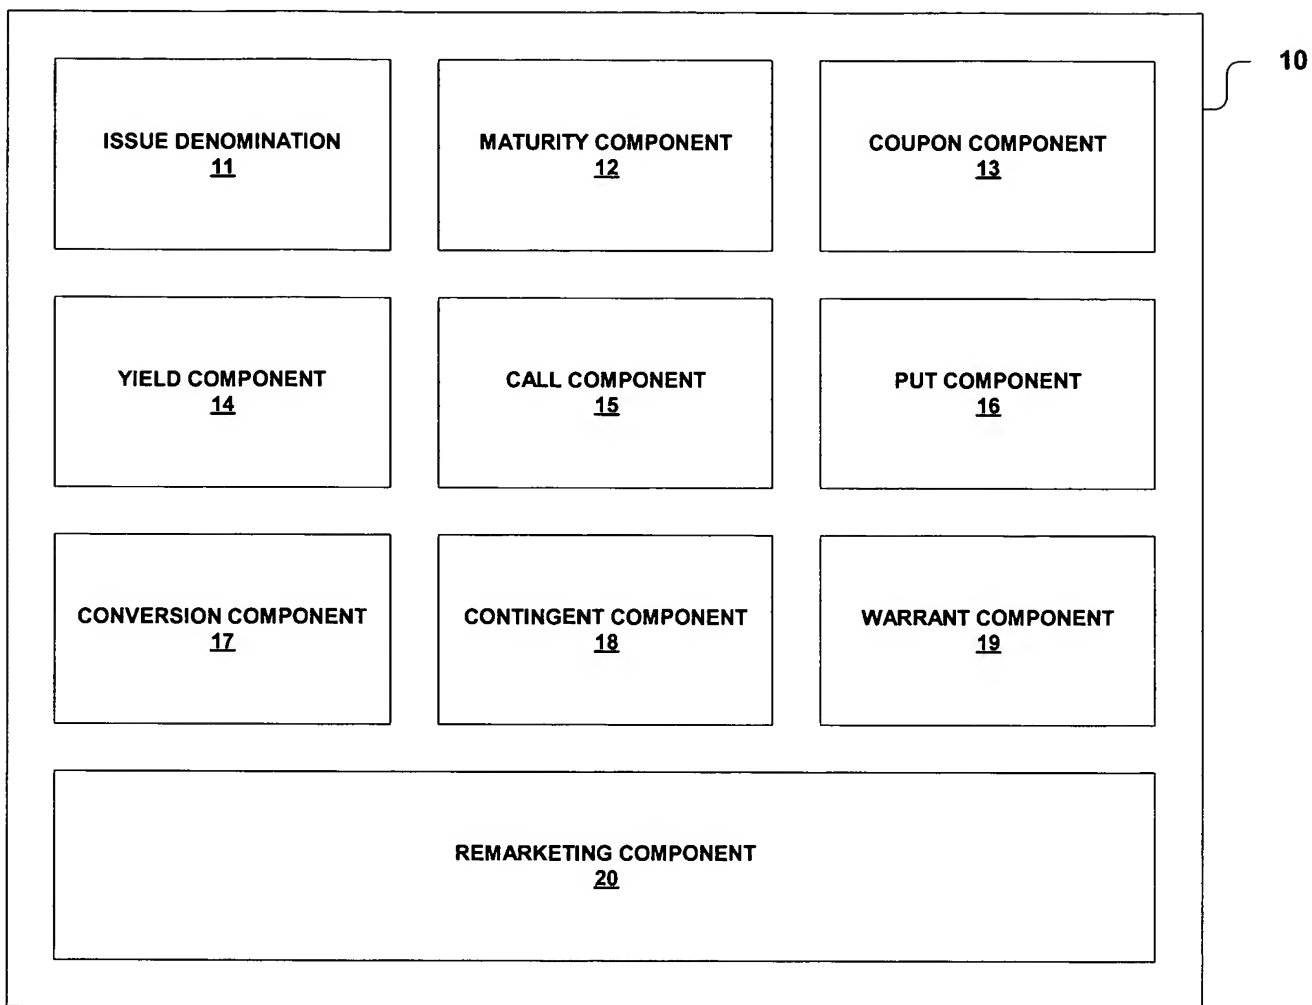 10
ISSUE DENOMINATION
11
MATURITY COMPONENT
12
COUPON COMPONENT
13
YIELD COMPONENT
14
CALL COMPONENT
15
PUT COMPONENT
16
CONVERSION COMPONENT
17
CONTINGENT COMPONENT
18
WARRANT COMPONENT
19
REMARKETING COMPONENT
20